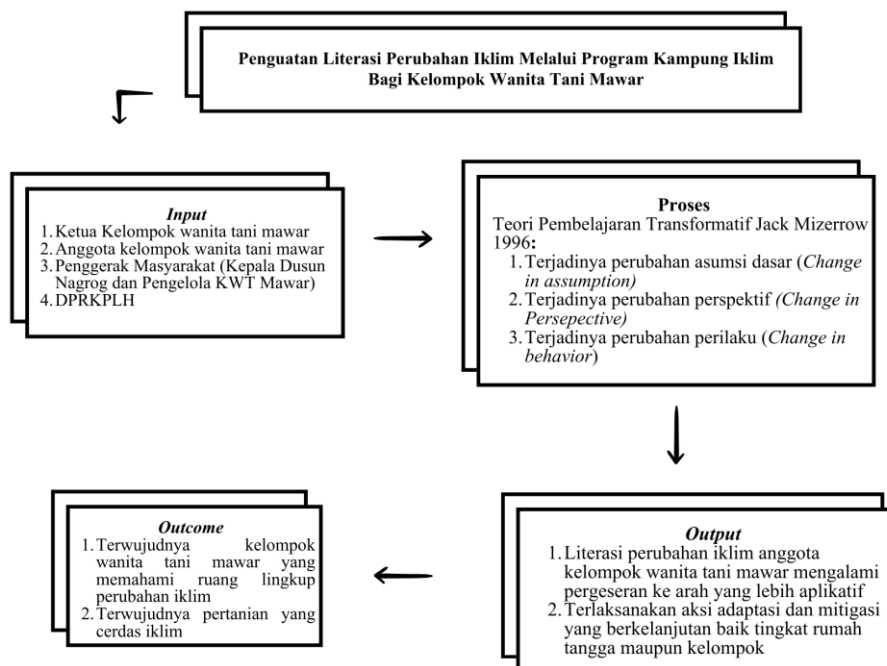 Penguatan Literasi Perubahan Iklim Melalui Program Kampung Iklim
Bagi Kelompok Wanita Tani Mawar
Input
1. Ketua Kelompok wanita tani mawar
2. Anggota kelompok wanita tani mawar
3. Penggerak Masyarakat (Kepala Dusun
Nagrog dan Pengelola KWT Mawar)
4. DPRKPLH
Proses
Teori Pembelajaran Transformatif Jack Mizerrow
1996:
1. Terjadinya perubahan asumsi dasar (Change
in assumption)
2. Terjadinya perubahan perspektif (Change in
Persepective)
3. Terjadinya perubahan perilaku (Change in
behavior)
Output
1. Literasi perubahan iklim anggota
kelompok wanita tani mawar mengalami
pergeseran ke arah yang lebih aplikatif
2. Terlaksanakan aksi adaptasi dan mitigasi
yang berkelanjutan baik tingkat rumah
tangga maupun kelompok
Outcome
1. Terwujudnya kelompok
wanita tani mawar yang
memahami ruang lingkup
perubahan iklim
2. Terwujudnya pertanian yang
cerdas iklim